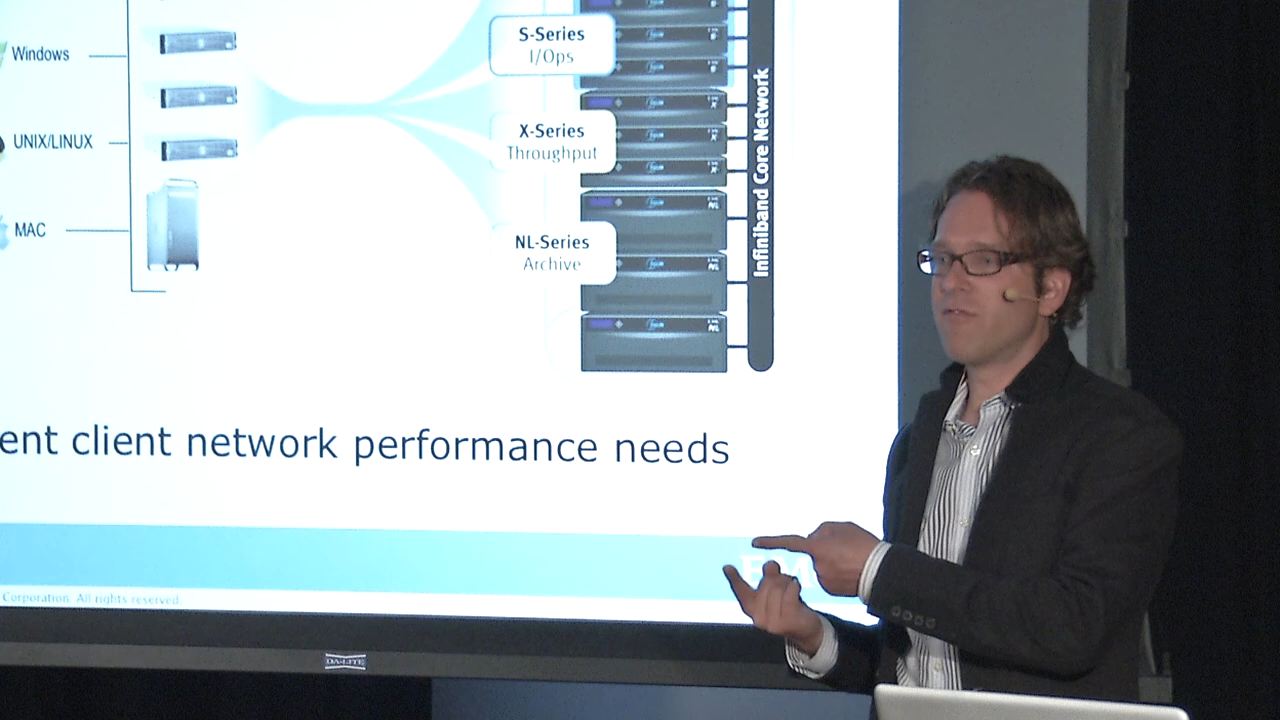 Windows
UNIX/LINUX
MAC
S-Series
I/Ops
X-Series
Throughput
NL-Series
Archive
Infiniband Core Network
ent client network performance needs
EM
Corporation. All rights reserved.
DA-LITE